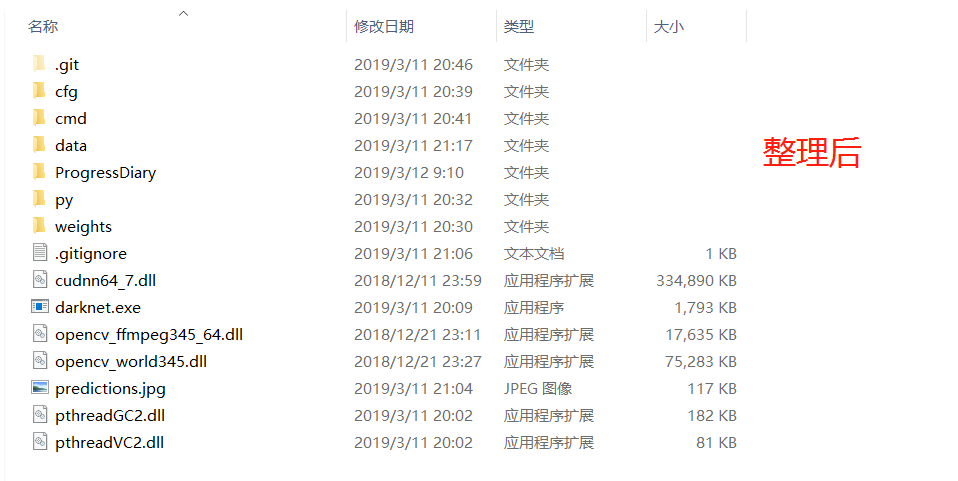 名称 修改日期 类型 大小
.git 2019/3/11 20:46 文件夹
cfg 2019/3/11 20:39 文件夹
cmd 2019/3/11 20:41 文件夹
data 2019/3/11 21:17 文件夹
整理后
ProgressDiary 2019/3/12 9:10 文件夹
py 2019/3/11 20:32 文件夹
weights 2019/3/11 20:30 文件夹
.gitignore 2019/3/11 21:06 文本文档 1 KB
cudnn64_7.dll 2018/12/11 23:59 应用程序扩展 334,890 KB
darknet.exe 2019/3/11 20:09 应用程序 1,793 KB
opencv_ffmpeg345_64.dll 2018/12/21 23:11 应用程序扩展 17,635 KB
opencv_world345.dll 2018/12/21 23:27 应用程序扩展 75,283 KB
predictions.jpg 2019/3/11 21:04 JPEG 图像 117 KB
pthreadGC2.dll 2019/3/11 20:02 应用程序扩展 182 KB
pthreadVC2.dll 2019/3/11 20:02 应用程序扩展 81 KB